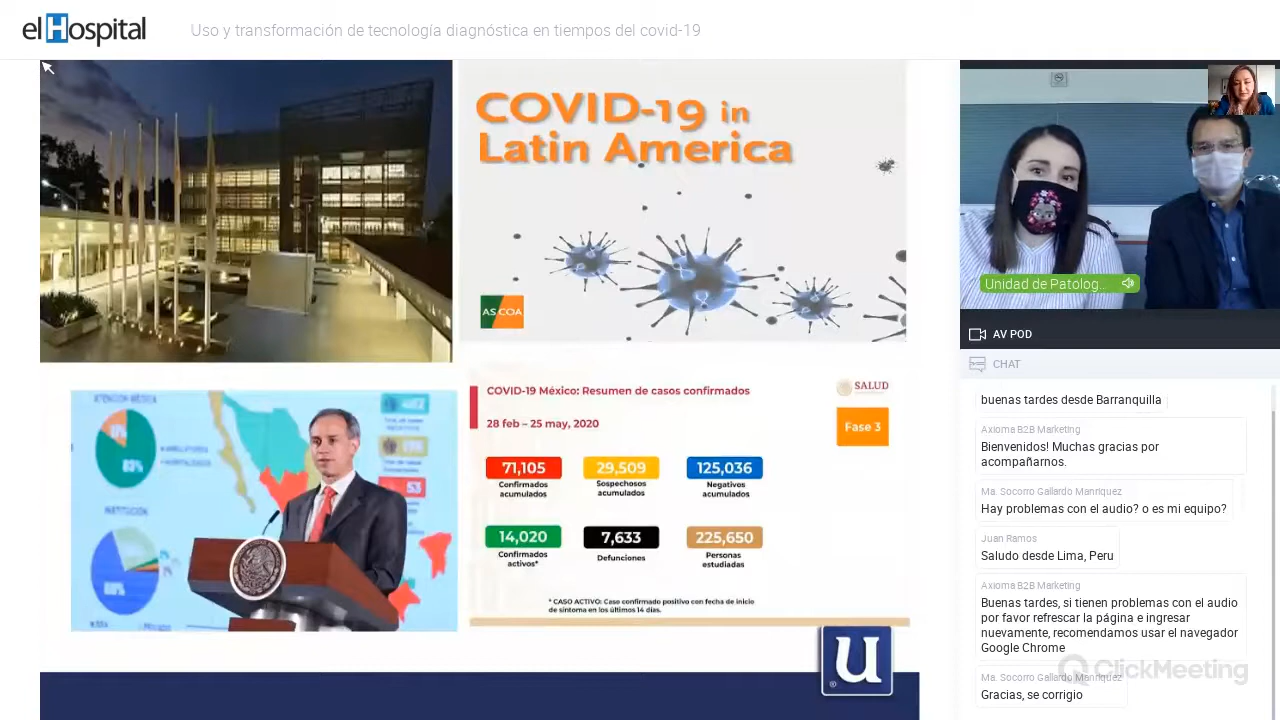 el Hospital
Uso y transformación de tecnología diagnóstica en tiempos del covid-19
COVID-19 in
Latin America
AS COA
ATENCIÓN MÉDICA
83%
INSTITUCIÓN
COVID-19 México: Resumen de casos confirmados
28 feb – 25 may, 2020
SALUD
Fase 3
71,105
Confirmados
acumulados
29,509
Sospechosos
acumulados
125,036
Negativos
acumulados
14,020
Confirmados
activos*
7,633
Defunciones
225,650
Personas
estudiadas
* CASO ACTIVO: Caso confirmado positivo con fecha de inicio
de síntoma en los últimos 14 días.
U
®
Unidad de Patolog..
AV POD
CHAT
buenas tardes desde Barranquilla
Axioma B2B Marketing
Bienvenidos! Muchas gracias por
acompañarnos.
Ma. Socorro Gallardo Manriquez
Hay problemas con el audio? o es mi equipo?
Juan Ramos
Saludo desde Lima, Peru
Axioma B2B Marketing
Buenas tardes, si tienen problemas con el audio
por favor refrescar la página e ingresar
nuevamente, recomendamos usar el navegador
Google Chrome
Ma. Socorro Gallardo Manriquez
Gracias, se corrigio
ClickMeeting